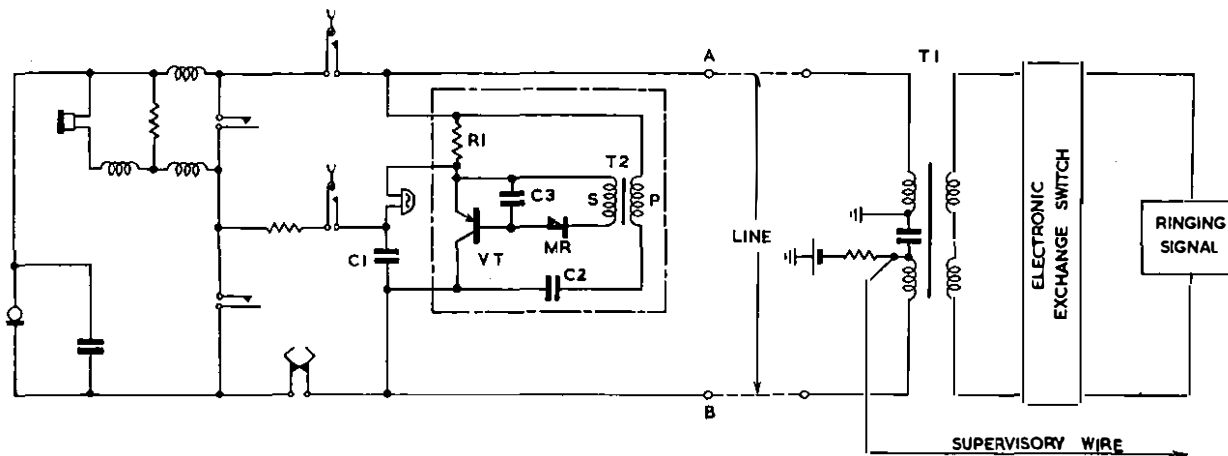 A
T1
R1
T2
C3
S
P
MR
VT
C1
C2
LINE
ELECTRONIC
EXCHANGE SWITCH
RINGING
SIGNAL
B
SUPERVISORY WIRE